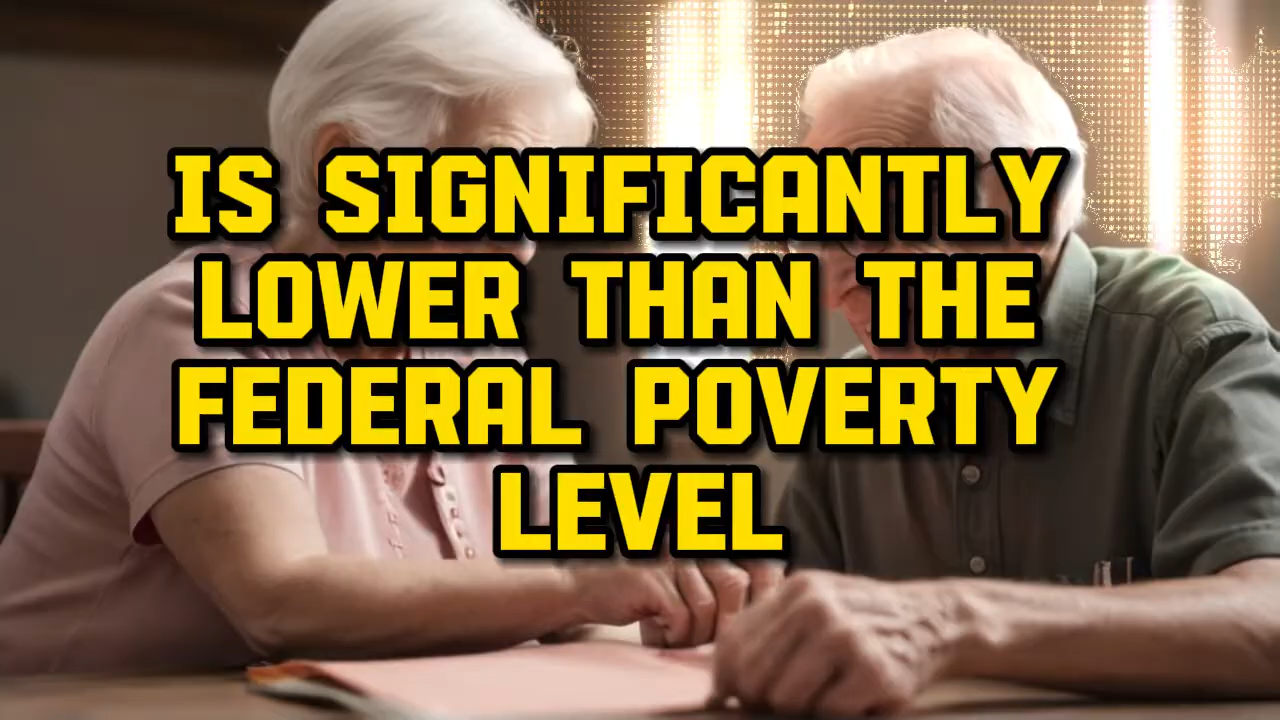 IS SIGNIFICANTLY
LOWER THAN THE
FEDERAL POVERTY
LEVEL